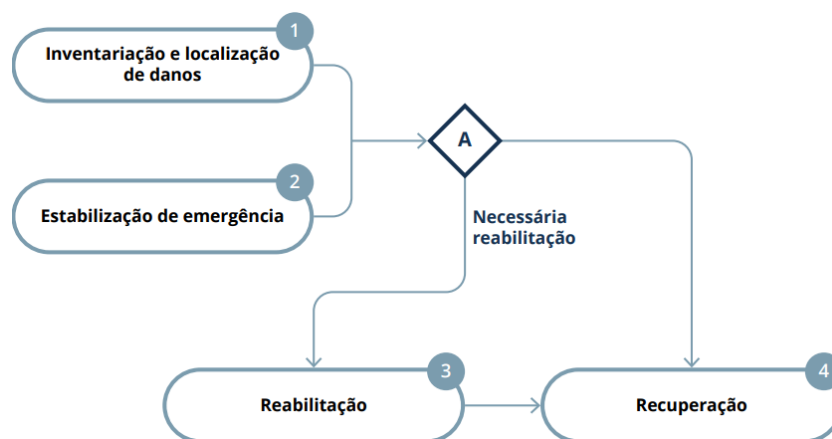 1
Inventariação e localização
de danos
A
2
Estabilização de emergência
Necessária
reabilitação
3
Reabilitação
4
Recuperação